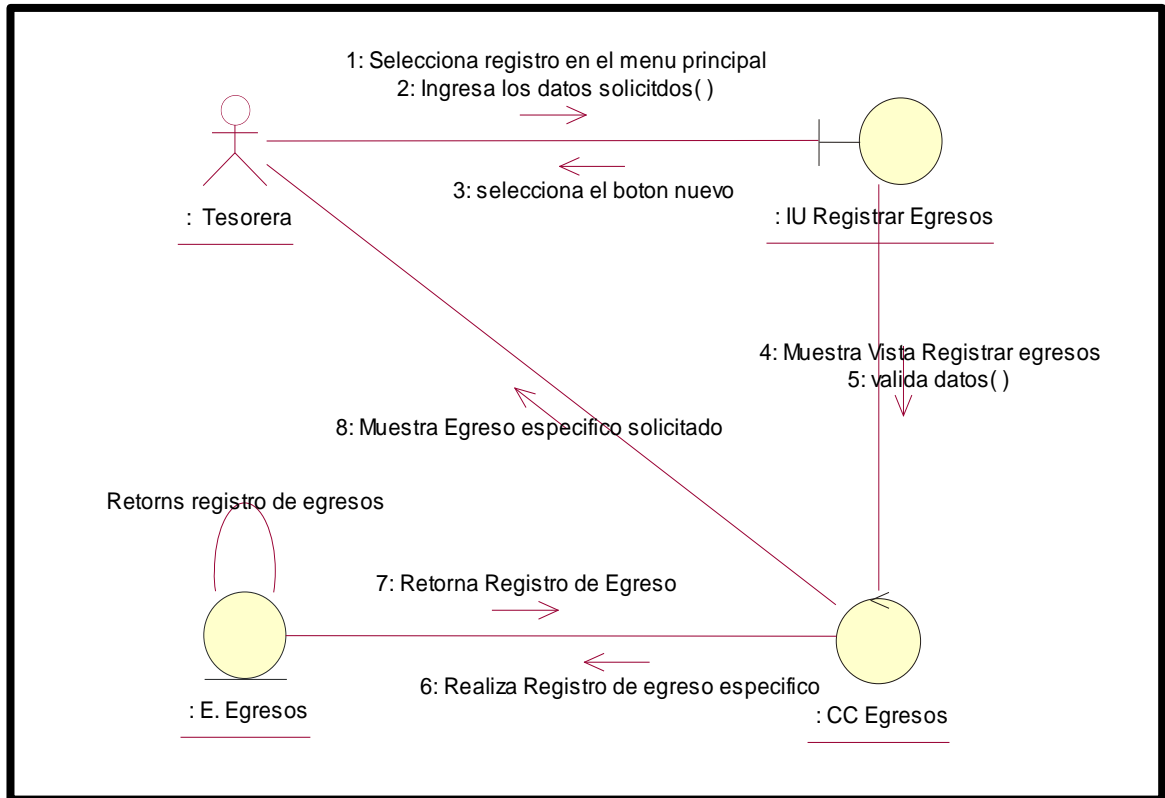 1: Selecciona registro en el menu principal
2: Ingresa los datos solicitdos( )
3: selecciona el boton nuevo
: Tesorera
: IU Registrar Egresos
4: Muestra Vista Registrar egresos
5: valida datos( )
8: Muestra Egreso especifico solicitado
Retorns registro de egresos
7: Retorna Registro de Egreso
6: Realiza Registro de egreso especifico
: E. Egresos
: CC Egresos